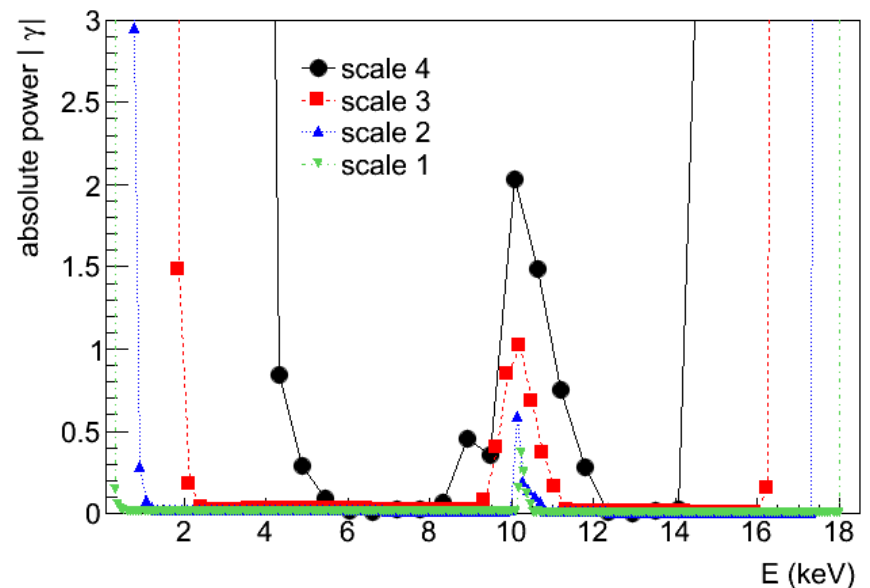 absolute power | γ|
3
2.5
2
1.5
1
0.5
0
scale 4
scale 3
scale 2
scale 1
2 4 6 8 10 12 14 16 18
E (keV)